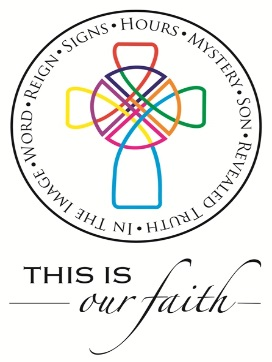 IN THE IMAGE • WORD • REIGN • SIGNS • HOURS • MYSTERY • SON • REVEALED TRUTH •
THIS IS
our faith